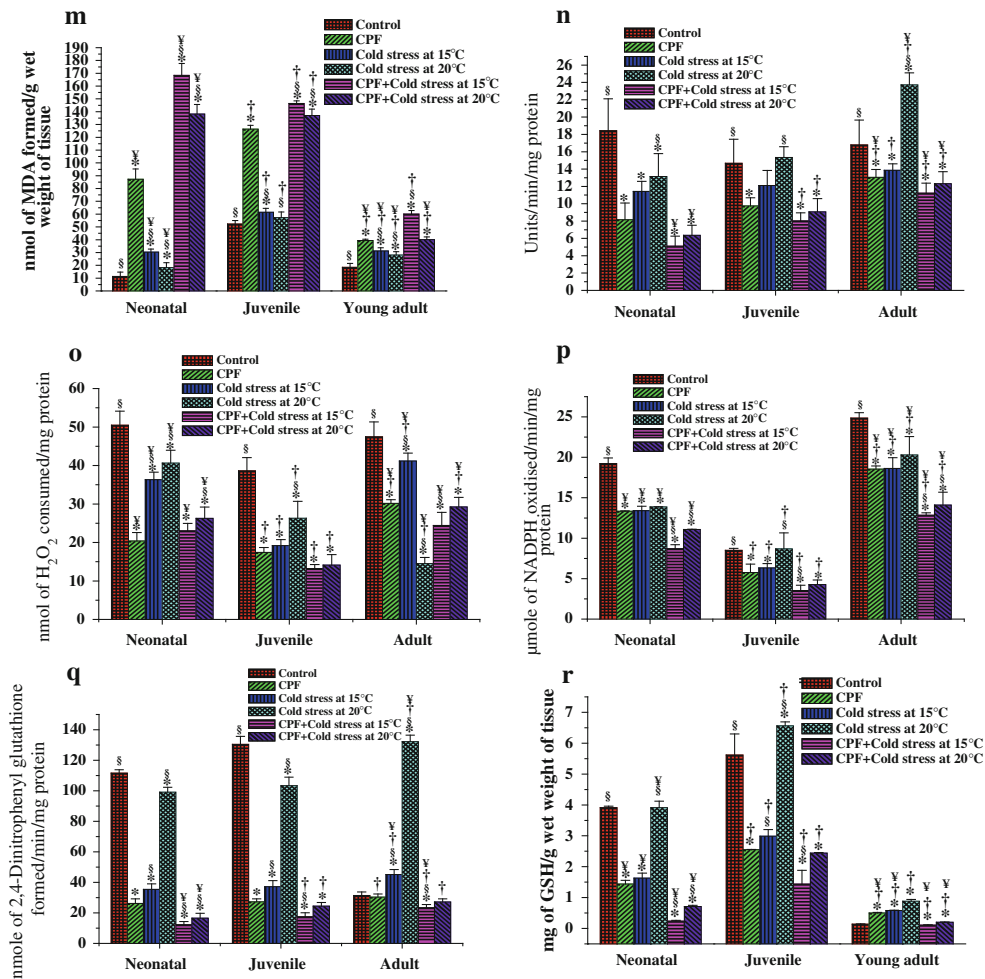 m
Control
CPF
Cold stress at 15°C
Cold stress at 20°C
CPF+Cold stress at 15°C
CPF+Cold stress at 20°C
nmol of MDA formed/g wet
weight of tissue
190
180
170
160
150
140
130
120
110
100
90
80
70
60
50
40
30
20
10
0
Neonatal
Juvenile
Young adult
n
Control
CPF
Cold stress at 15°C
Cold stress at 20°C
CPF+Cold stress at 15°C
CPF+Cold stress at 20°C
Units/min/mg protein
26
24
22
20
18
16
14
12
10
8
6
4
2
0
Neonatal
Juvenile
Adult
o
Control
CPF
Cold stress at 15°C
Cold stress at 20°C
CPF+Cold stress at 15°C
CPF+Cold stress at 20°C
nmol of H₂O₂ consumed/mg protein
60
50
40
30
20
10
0
Neonatal
Juvenile
Adult
p
Control
CPF
Cold stress at 15°C
Cold stress at 20°C
CPF+Cold stress at 15°C
CPF+Cold stress at 20°C
µmole of NADPH oxidised/min/mg
protein
25
20
15
10
5
0
Neonatal
Juvenile
Adult
q
Control
CPF
Cold stress at 15°C
Cold stress at 20°C
CPF+Cold stress at 15°C
CPF+Cold stress at 20°C
nmole of 2,4-Dinitrophenyl glutathione
formed/min/mg protein
140
120
100
80
60
40
20
0
Neonatal
Juvenile
Adult
r
Control
CPF
Cold stress at 15°C
Cold stress at 20°C
CPF+Cold stress at 15°C
CPF+Cold stress at 20°C
mg of GSH/g wet weight of tissue
7
6
5
4
3
2
1
0
Neonatal
Juvenile
Young adult